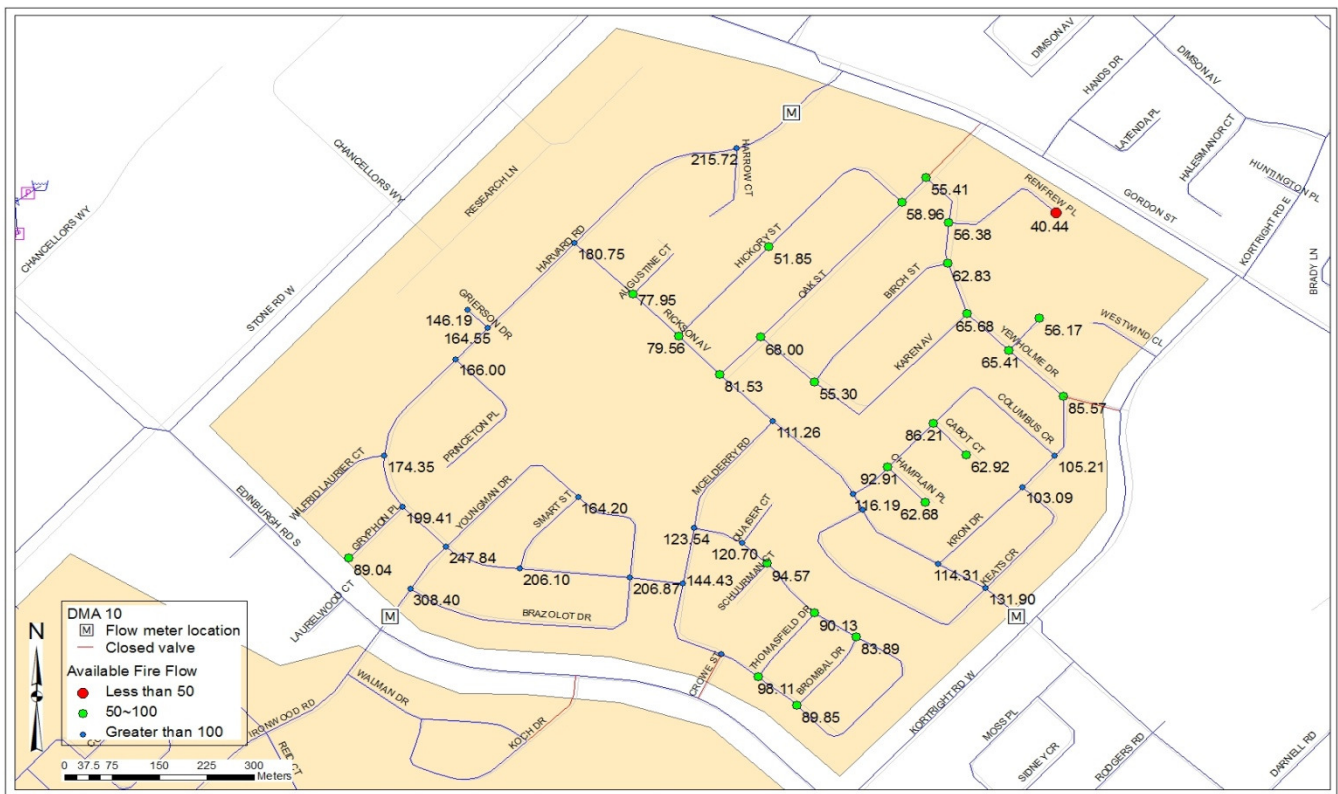 DIMSON AV
HANDS DR
DIMSON AV
LATENDA PL
HALESMANOR CT
HUNTINGTON PL
GORDON ST
KORTRIGHT RD E
BRADY LN
CHANCELLORS WY
CHANCELLORS WY
RESEARCH LN
STONE RD W
M
HARROW CT
215.72
HARVARD RD
180.75
AUGUSTINE CT
77.95
HICKORY ST
51.85
OAK ST
58.96
55.41
RENFREW PL
40.44
56.38
62.83
BIRCH ST
65.68
KAREN AV
56.17
65.41
YEWHOLME DR
WESTWIND CL
GRIERSON DR
146.19
164.55
RICKSON AV
79.56
68.00
55.30
81.53
85.57
166.00
PRINCETON PL
111.26
COLUMBUS CR
86.21
CABOT CT
62.92
105.21
WILFRID LAURIER CT
174.35
MCELDERRY RD
92.91
CHAMPLAIN PL
62.68
103.09
116.19
KRON DR
GRYPHON PL
199.41
YOUNGMAN DR
SMART ST
164.20
123.54
QUAISER CT
120.70
EDINBURGH RD S
89.04
247.84
206.10
206.87
144.43
SCHUURMAN CT
94.57
114.31
KEATS CR
131.90
M
LAURELWOOD CT
308.40
M
BRAZOLOT DR
90.13
83.89
THOMASFIELD DR
BROMBAL DR
CROWE ST
98.11
89.85
KORTRIGHT RD W
WALMAN DR
IRONWOOD RD
REID CT
KOCH DR
MOSS PL
SIDNEY CR
RODGERS RD
DARNELL RD
N
DMA 10
M Flow meter location
Closed valve
Available Fire Flow
Less than 50
50~100
Greater than 100
0 37.5 75 150 225 300
Meters